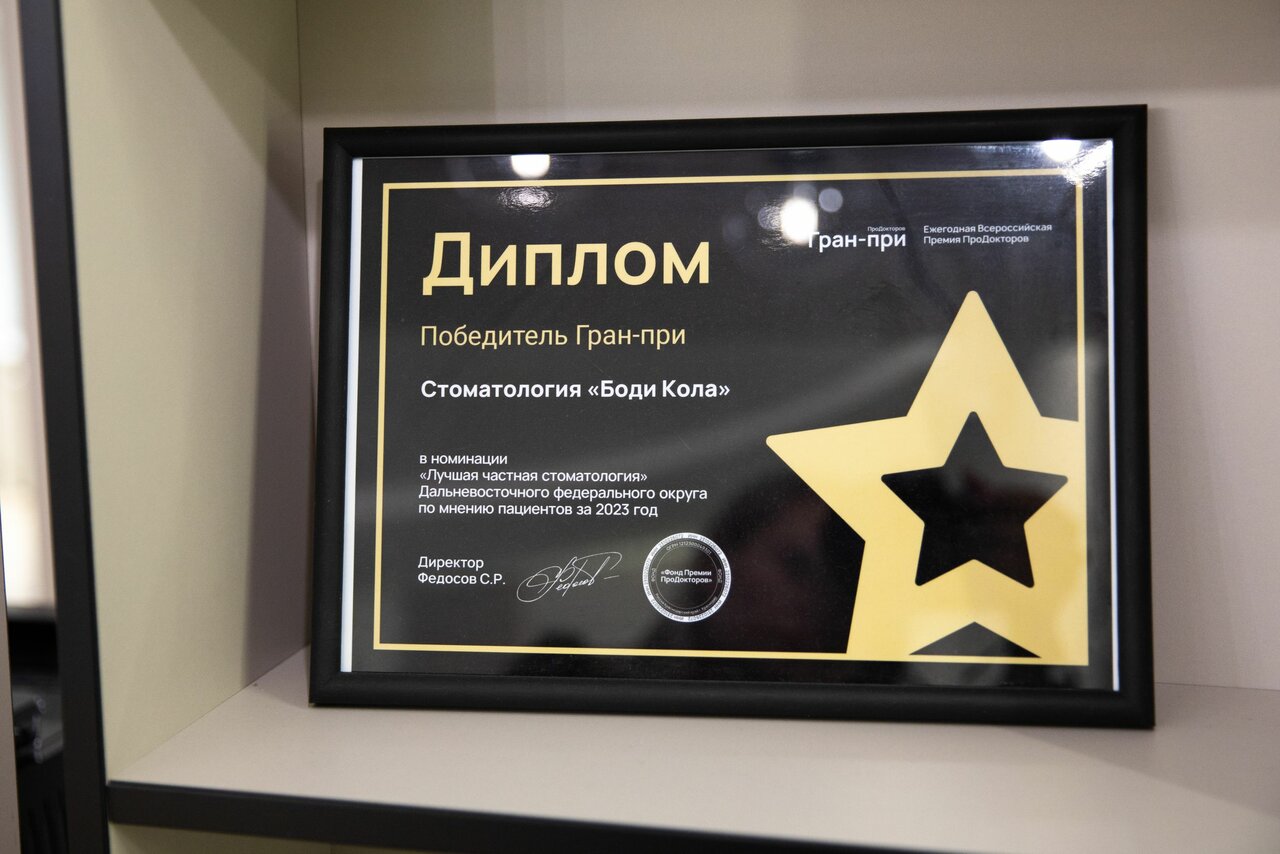 Диплом
ПроДокторов
Гран-при
Ежегодная Всероссийская
Премия ПроДокторов
Победитель Гран-при
Стоматология «Боди Кола»
в номинации
«Лучшая частная стоматология»
Дальневосточного федерального округа
по мнению пациентов за 2023 год
Директор
Федосов С.Р.
«Фонд Премии
ПроДокторов»